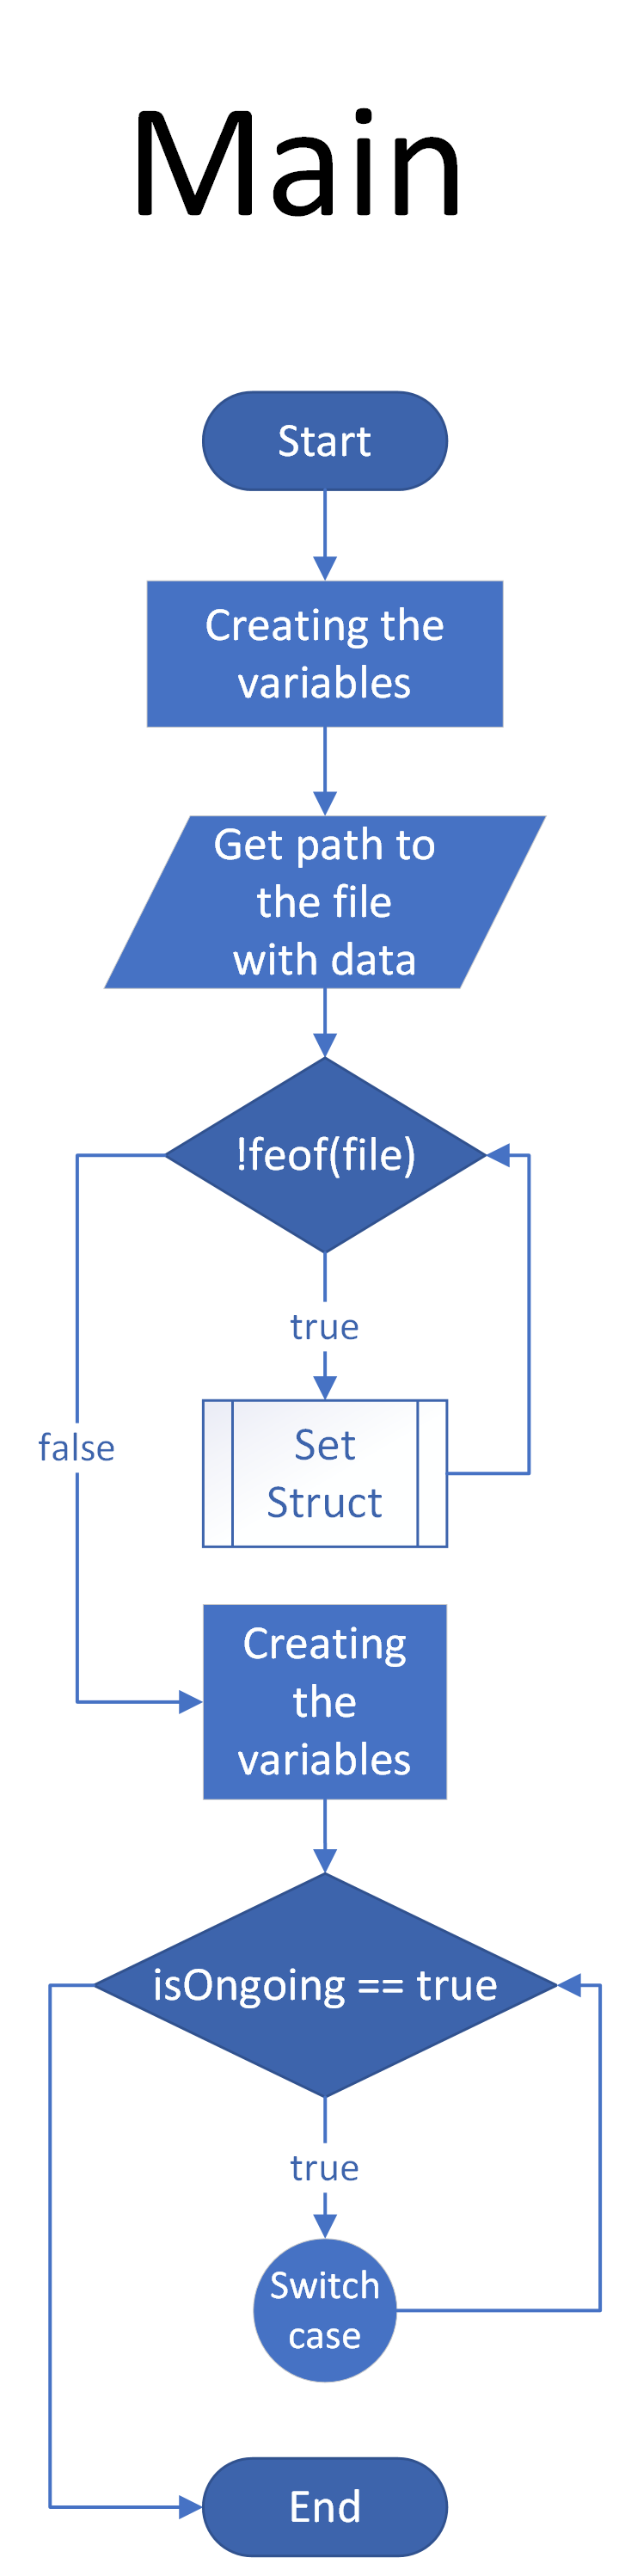 Main
Start
Creating the
variables
Get path to
the file
with data
!feof(file)
true
false
Set
Struct
Creating
the
variables
isOngoing == true
true
Switch
case
End